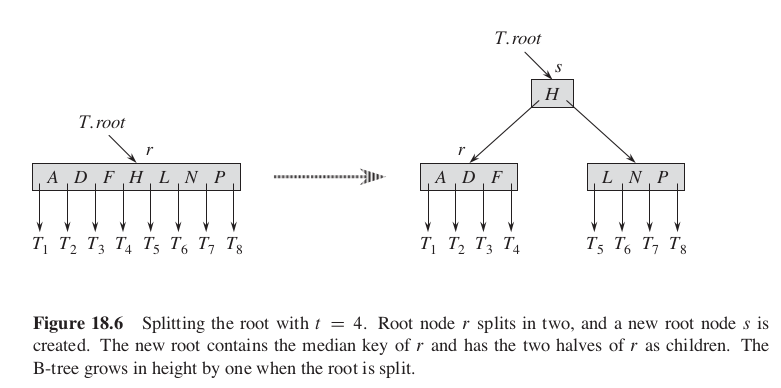 T.root
s
H
T.root
r
r
A D F H L N P
A D F
L N P
T1 T2 T3 T4 T5 T6 T7 T8
T1 T2 T3 T4
T5 T6 T7 T8
Figure 18.6 Splitting the root with t = 4. Root node r splits in two, and a new root node s is
created. The new root contains the median key of r and has the two halves of r as children. The
B-tree grows in height by one when the root is split.